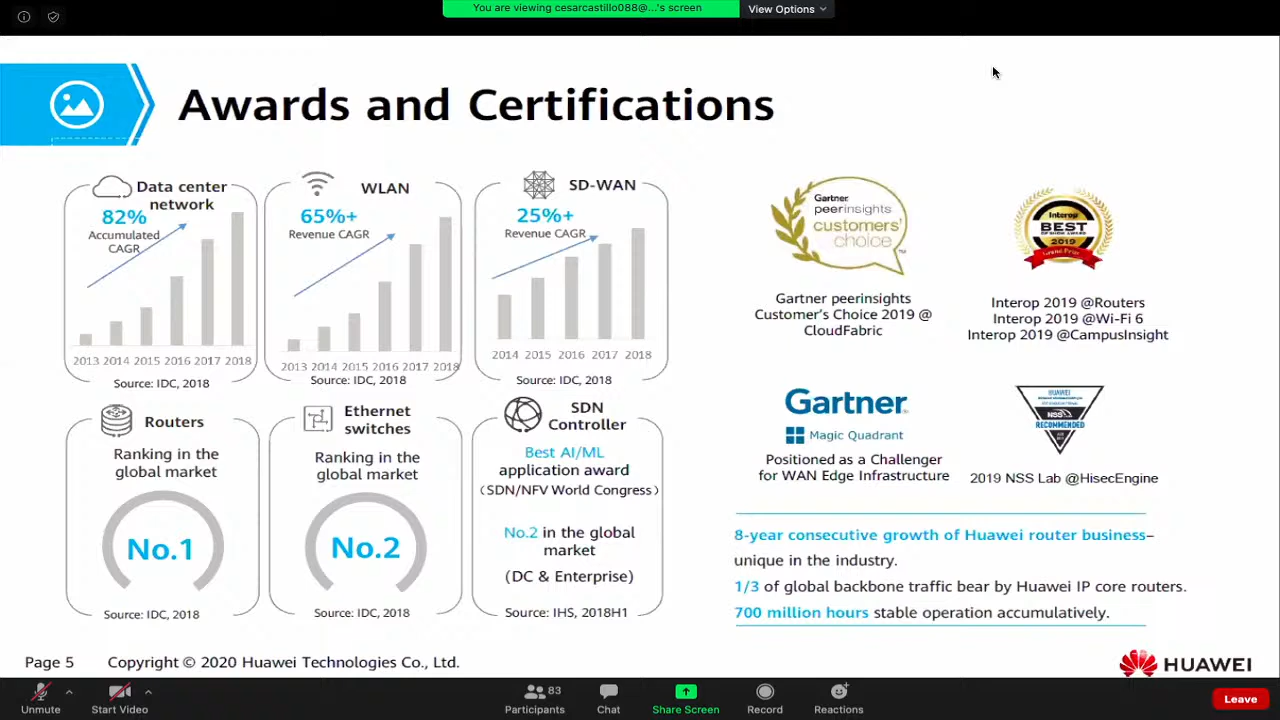 You are viewing cesarcastillo088@...'s screen
View Options
Awards and Certifications
Data center
network
82%
Accumulated
CAGR
2013 2014 2015 2016 2017 2018
Source: IDC, 2018
WLAN
65%+
Revenue CAGR
2013 2014 2015 2016 2017 2018
Source: IDC, 2018
SD-WAN
25%+
Revenue CAGR
2014 2015 2016 2017 2018
Source: IDC, 2018
Gartner
peerinsights
customers'
choice
TM
Gartner peerinsights
Customer's Choice 2019 @
CloudFabric
Interop
BEST
2019
Grand Prize
Interop 2019 @Routers
Interop 2019 @Wi-Fi 6
Interop 2019 @CampusInsight
Routers
Ranking in the
global market
No.1
Source: IDC, 2018
Ethernet
switches
Ranking in the
global market
No.2
Source: IDC, 2018
SDN
Controller
Best AI/ML
application award
(SDN/NFV World Congress)
No.2 in the global
market
(DC & Enterprise)
Source: IHS, 2018H1
Gartner
Magic Quadrant
Positioned as a Challenger
for WAN Edge Infrastructure
HUAWEI
NSS
RECOMMENDED
2019 NSS Lab @HisecEngine
8-year consecutive growth of Huawei router business–
unique in the industry.
1/3 of global backbone traffic bear by Huawei IP core routers.
700 million hours stable operation accumulatively.
Page 5 Copyright © 2020 Huawei Technologies Co., Ltd.
HUAWEI
Unmute
Start Video
83
Participants
Chat
Share Screen
Record
Reactions
Leave